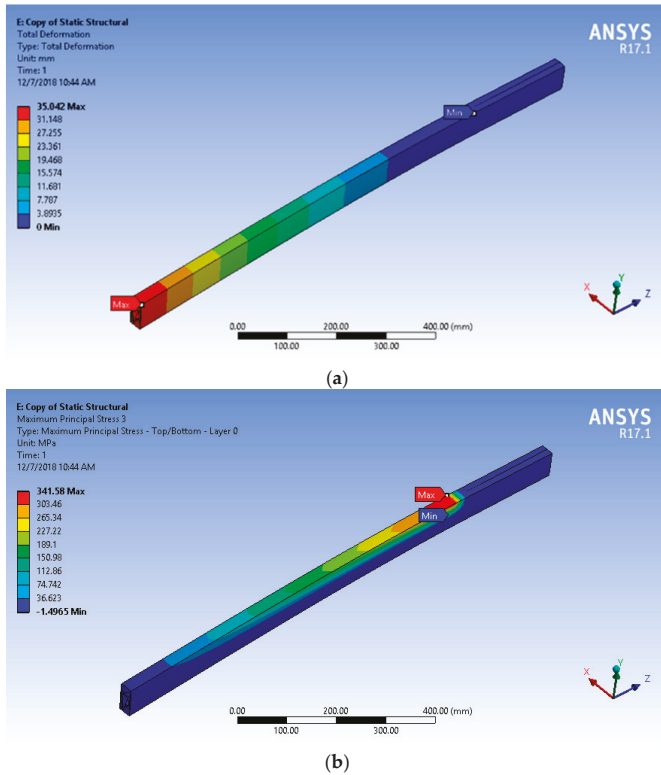 E: Copy of Static Structural
Total Deformation
Type: Total Deformation
Unit: mm
Time: 1
12/7/2018 10:44 AM
35.042 Max
31.148
27.255
23.361
19.468
15.574
11.681
7.787
3.8935
0 Min
ANSYS
R17.1
Min
Max
0.00 200.00 400.00 (mm)
100.00 300.00
X Y Z
(a)
E: Copy of Static Structural
Maximum Principal Stress 3
Type: Maximum Principal Stress - Top/Bottom - Layer 0
Unit: MPa
Time: 1
12/7/2018 10:44 AM
341.58 Max
303.46
265.34
227.22
189.1
150.98
112.86
74.742
36.623
-1.4965 Min
ANSYS
R17.1
Max
Min
0.00 200.00 400.00 (mm)
100.00 300.00
X Y Z
(b)